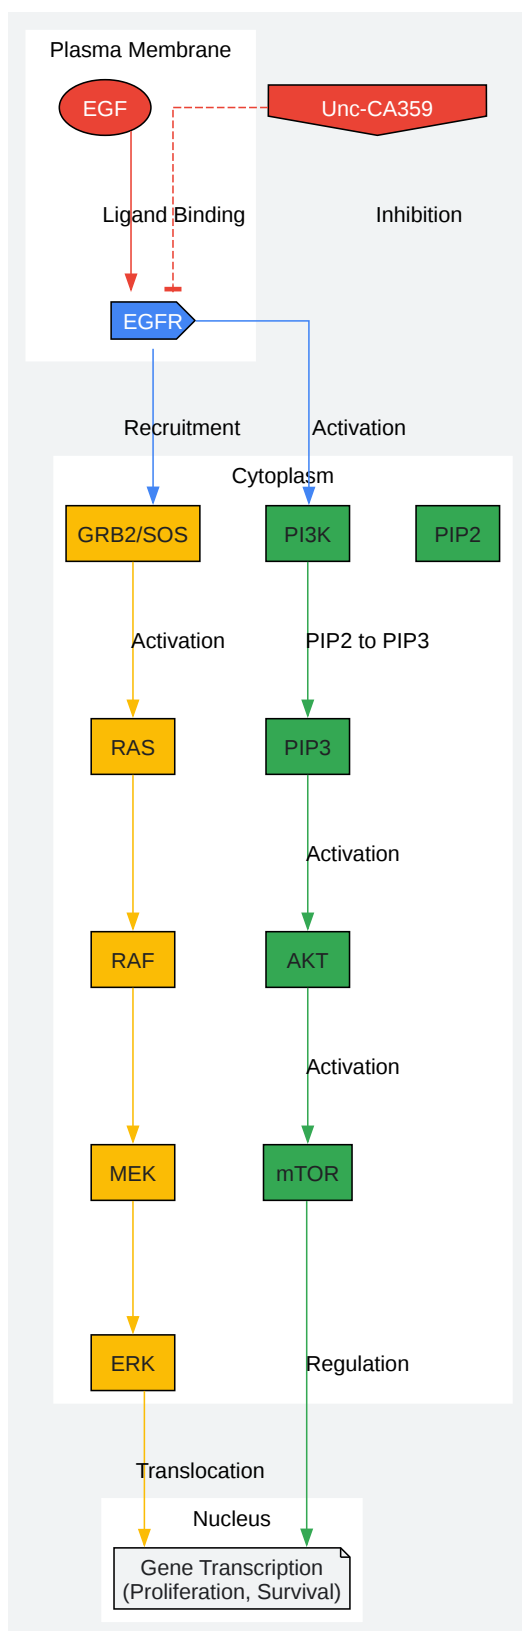 Plasma Membrane
EGF
Unc-CA359
Ligand Binding
Inhibition
EGFR
Recruitment
Activation
Cytoplasm
GRB2/SOS
PI3K
PIP2
Activation
PIP2 to PIP3
RAS
PIP3
Activation
RAF
AKT
Activation
MEK
mTOR
ERK
Regulation
Translocation
Nucleus
Gene Transcription
(Proliferation, Survival)